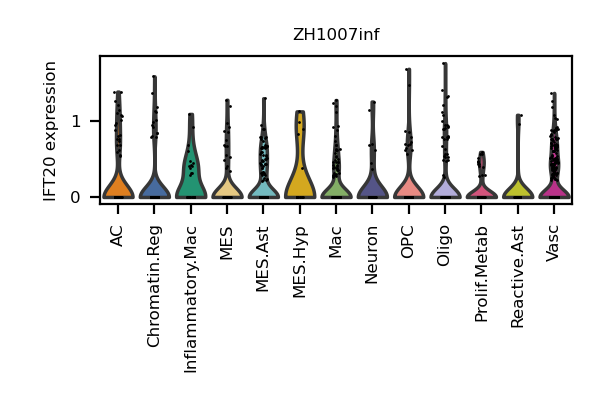 ZH1007inf
IFT20 expression
1
0
AC
Chromatin.Reg
Inflammatory.Mac
MES
MES.Ast
MES.Hyp
Mac
Neuron
OPC
Oligo
Prolif.Metab
Reactive.Ast
Vasc